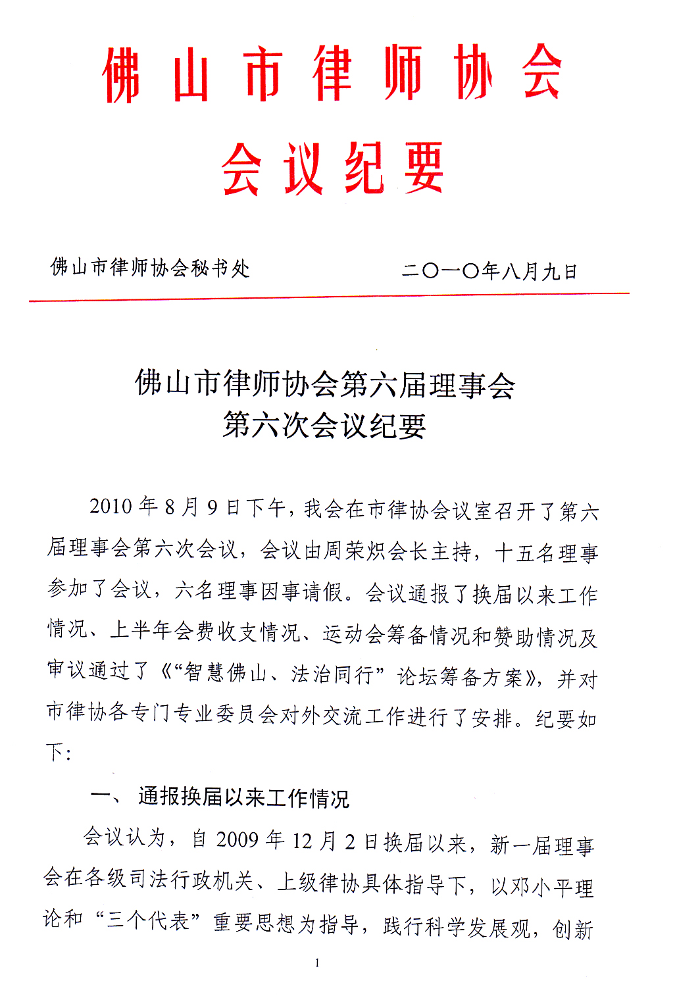 佛山市律师协会
会议纪要
佛山市律师协会秘书处 二〇一〇年八月九日
佛山市律师协会第六届理事会
第六次会议纪要
2010年8月9日下午，我会在市律协会议室召开了第六
届理事会第六次会议，会议由周荣炽会长主持，十五名理事
参加了会议，六名理事因事请假。会议通报了换届以来工作
情况、上半年会费收支情况、运动会筹备情况和赞助情况及
审议通过了《“智慧佛山、法治同行”论坛筹备方案》，并对
市律协各专门专业委员会对外交流工作进行了安排。纪要如
下：
一、 通报换届以来工作情况
会议认为，自2009年12月2日换届以来，新一届理事
会在各级司法行政机关、上级律协具体指导下，以邓小平理
论和“三个代表”重要思想为指导，践行科学发展观，创新
1